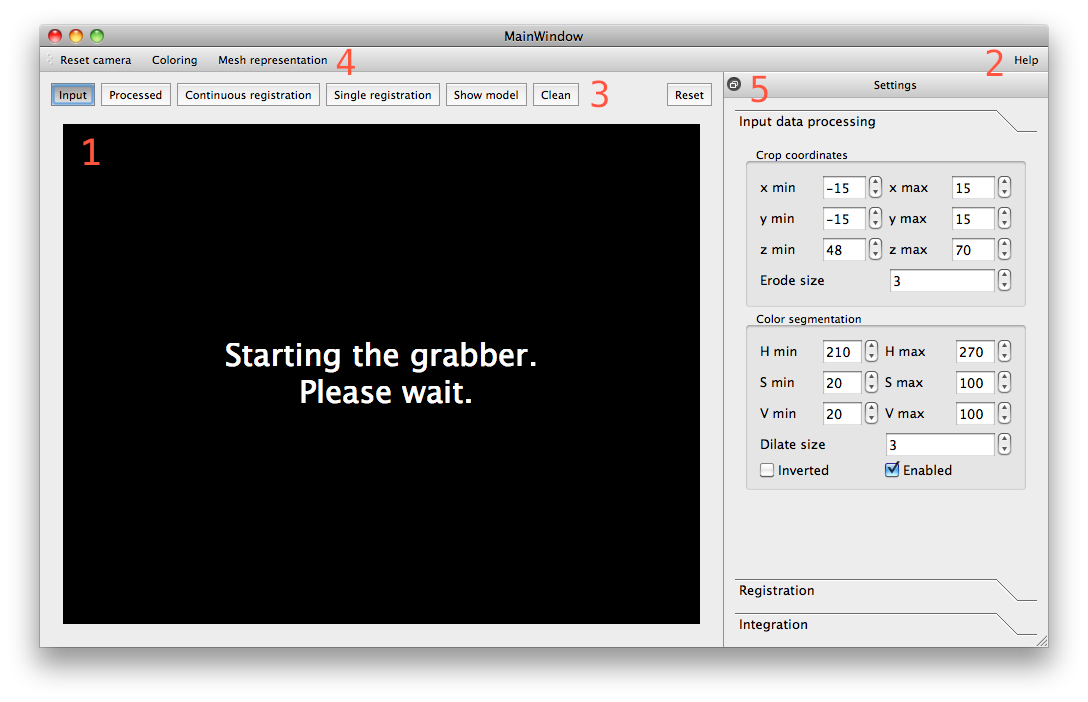 MainWindow
Reset camera Coloring Mesh representation 4 2 Help
Input Processed Continuous registration Single registration Show model Clean 3 Reset
5 Settings
1
Starting the grabber.
Please wait.
Input data processing
Crop coordinates
x min -15 x max 15
y min -15 y max 15
z min 48 z max 70
Erode size 3
Color segmentation
H min 210 H max 270
S min 20 S max 100
V min 20 V max 100
Dilate size 3
Inverted Enabled
Registration
Integration